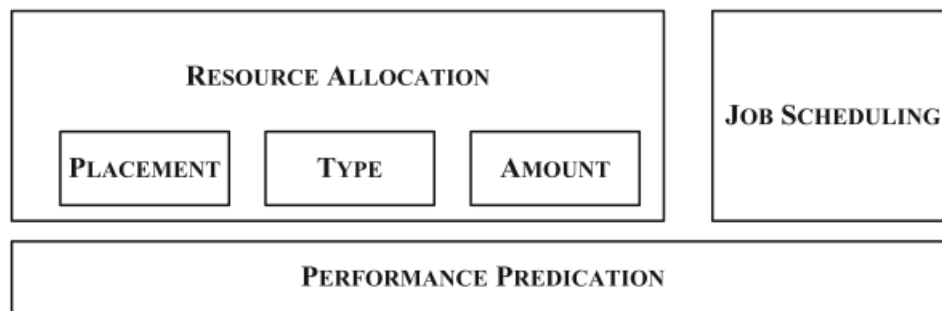 RESOURCE ALLOCATION
JOB SCHEDULING
PLACEMENT
TYPE
AMOUNT
PERFORMANCE PREDICATION